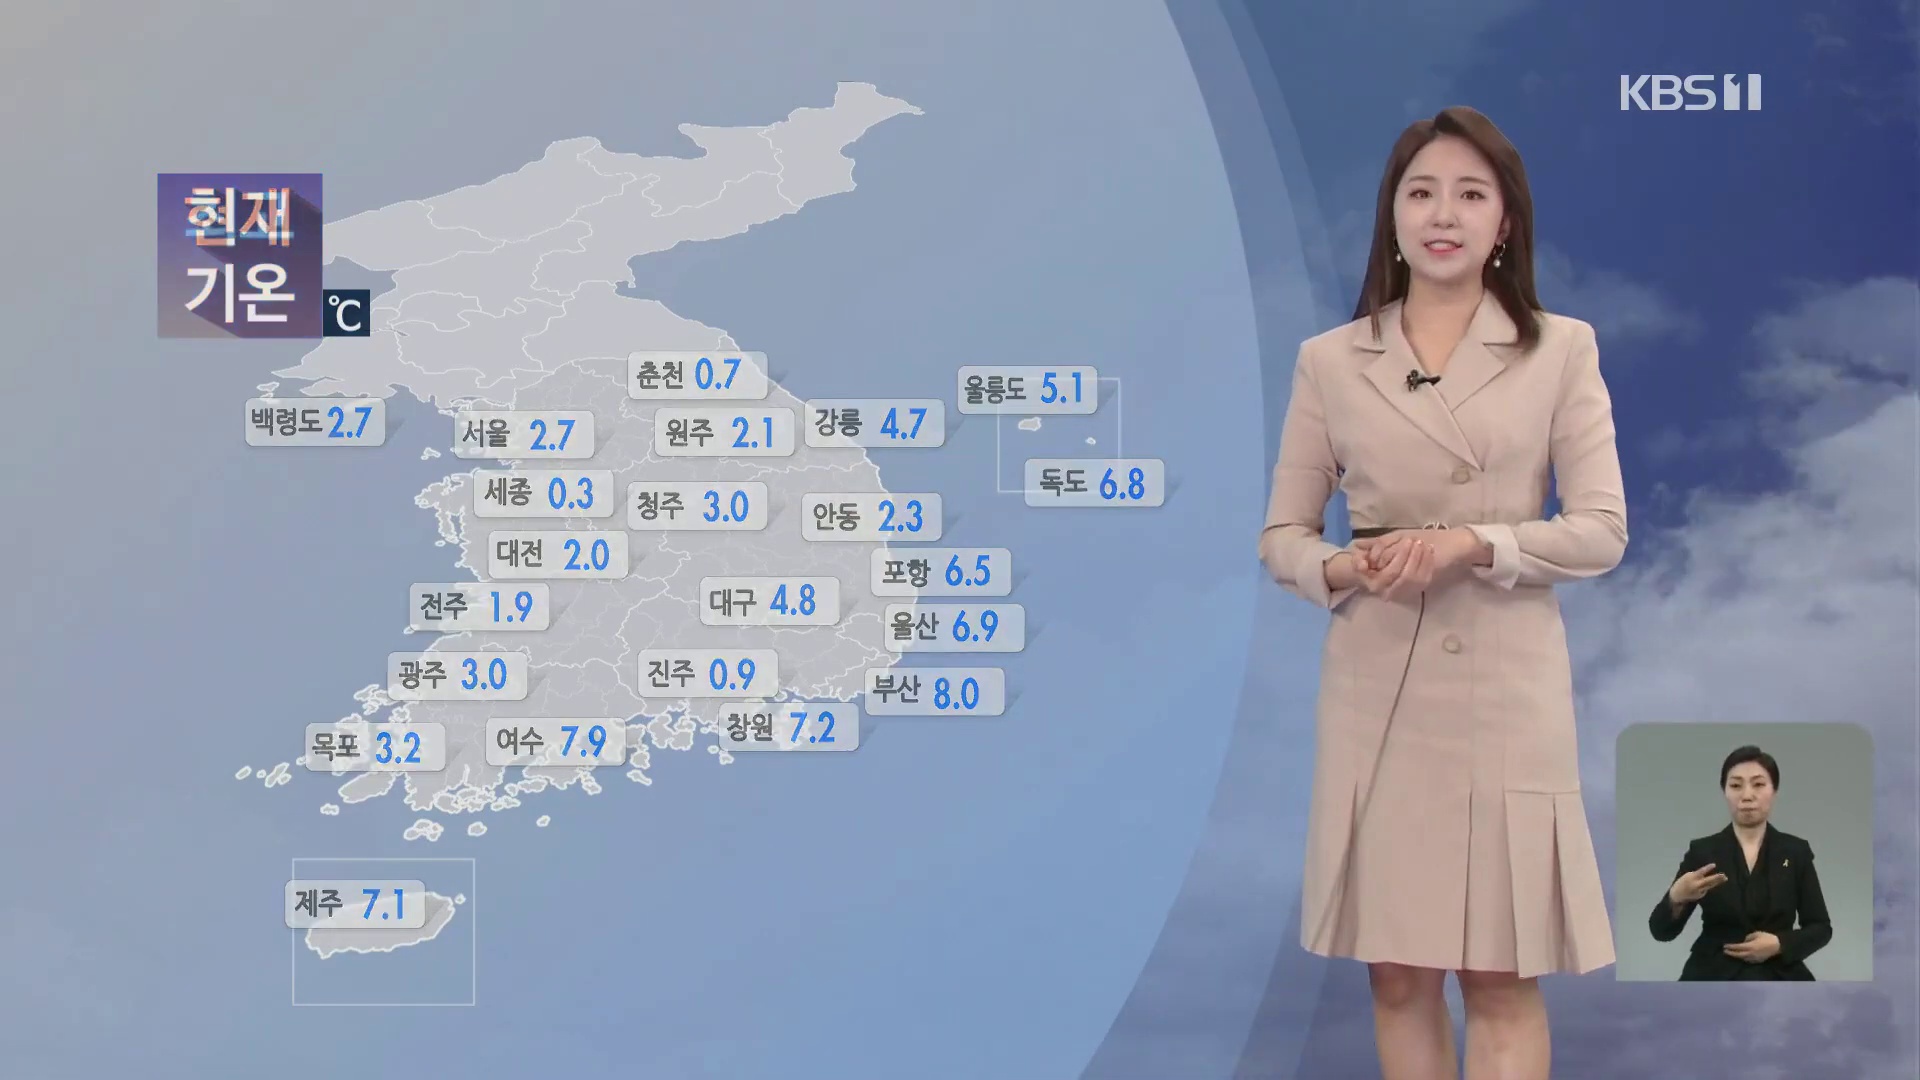 KBS 1
현재
기온
℃
춘천 0.7
울릉도 5.1
백령도 2.7
서울 2.7
원주 2.1
강릉 4.7
독도 6.8
세종 0.3
청주 3.0
안동 2.3
대전 2.0
포항 6.5
전주 1.9
대구 4.8
울산 6.9
광주 3.0
진주 0.9
부산 8.0
목포 3.2
여수 7.9
창원 7.2
제주 7.1